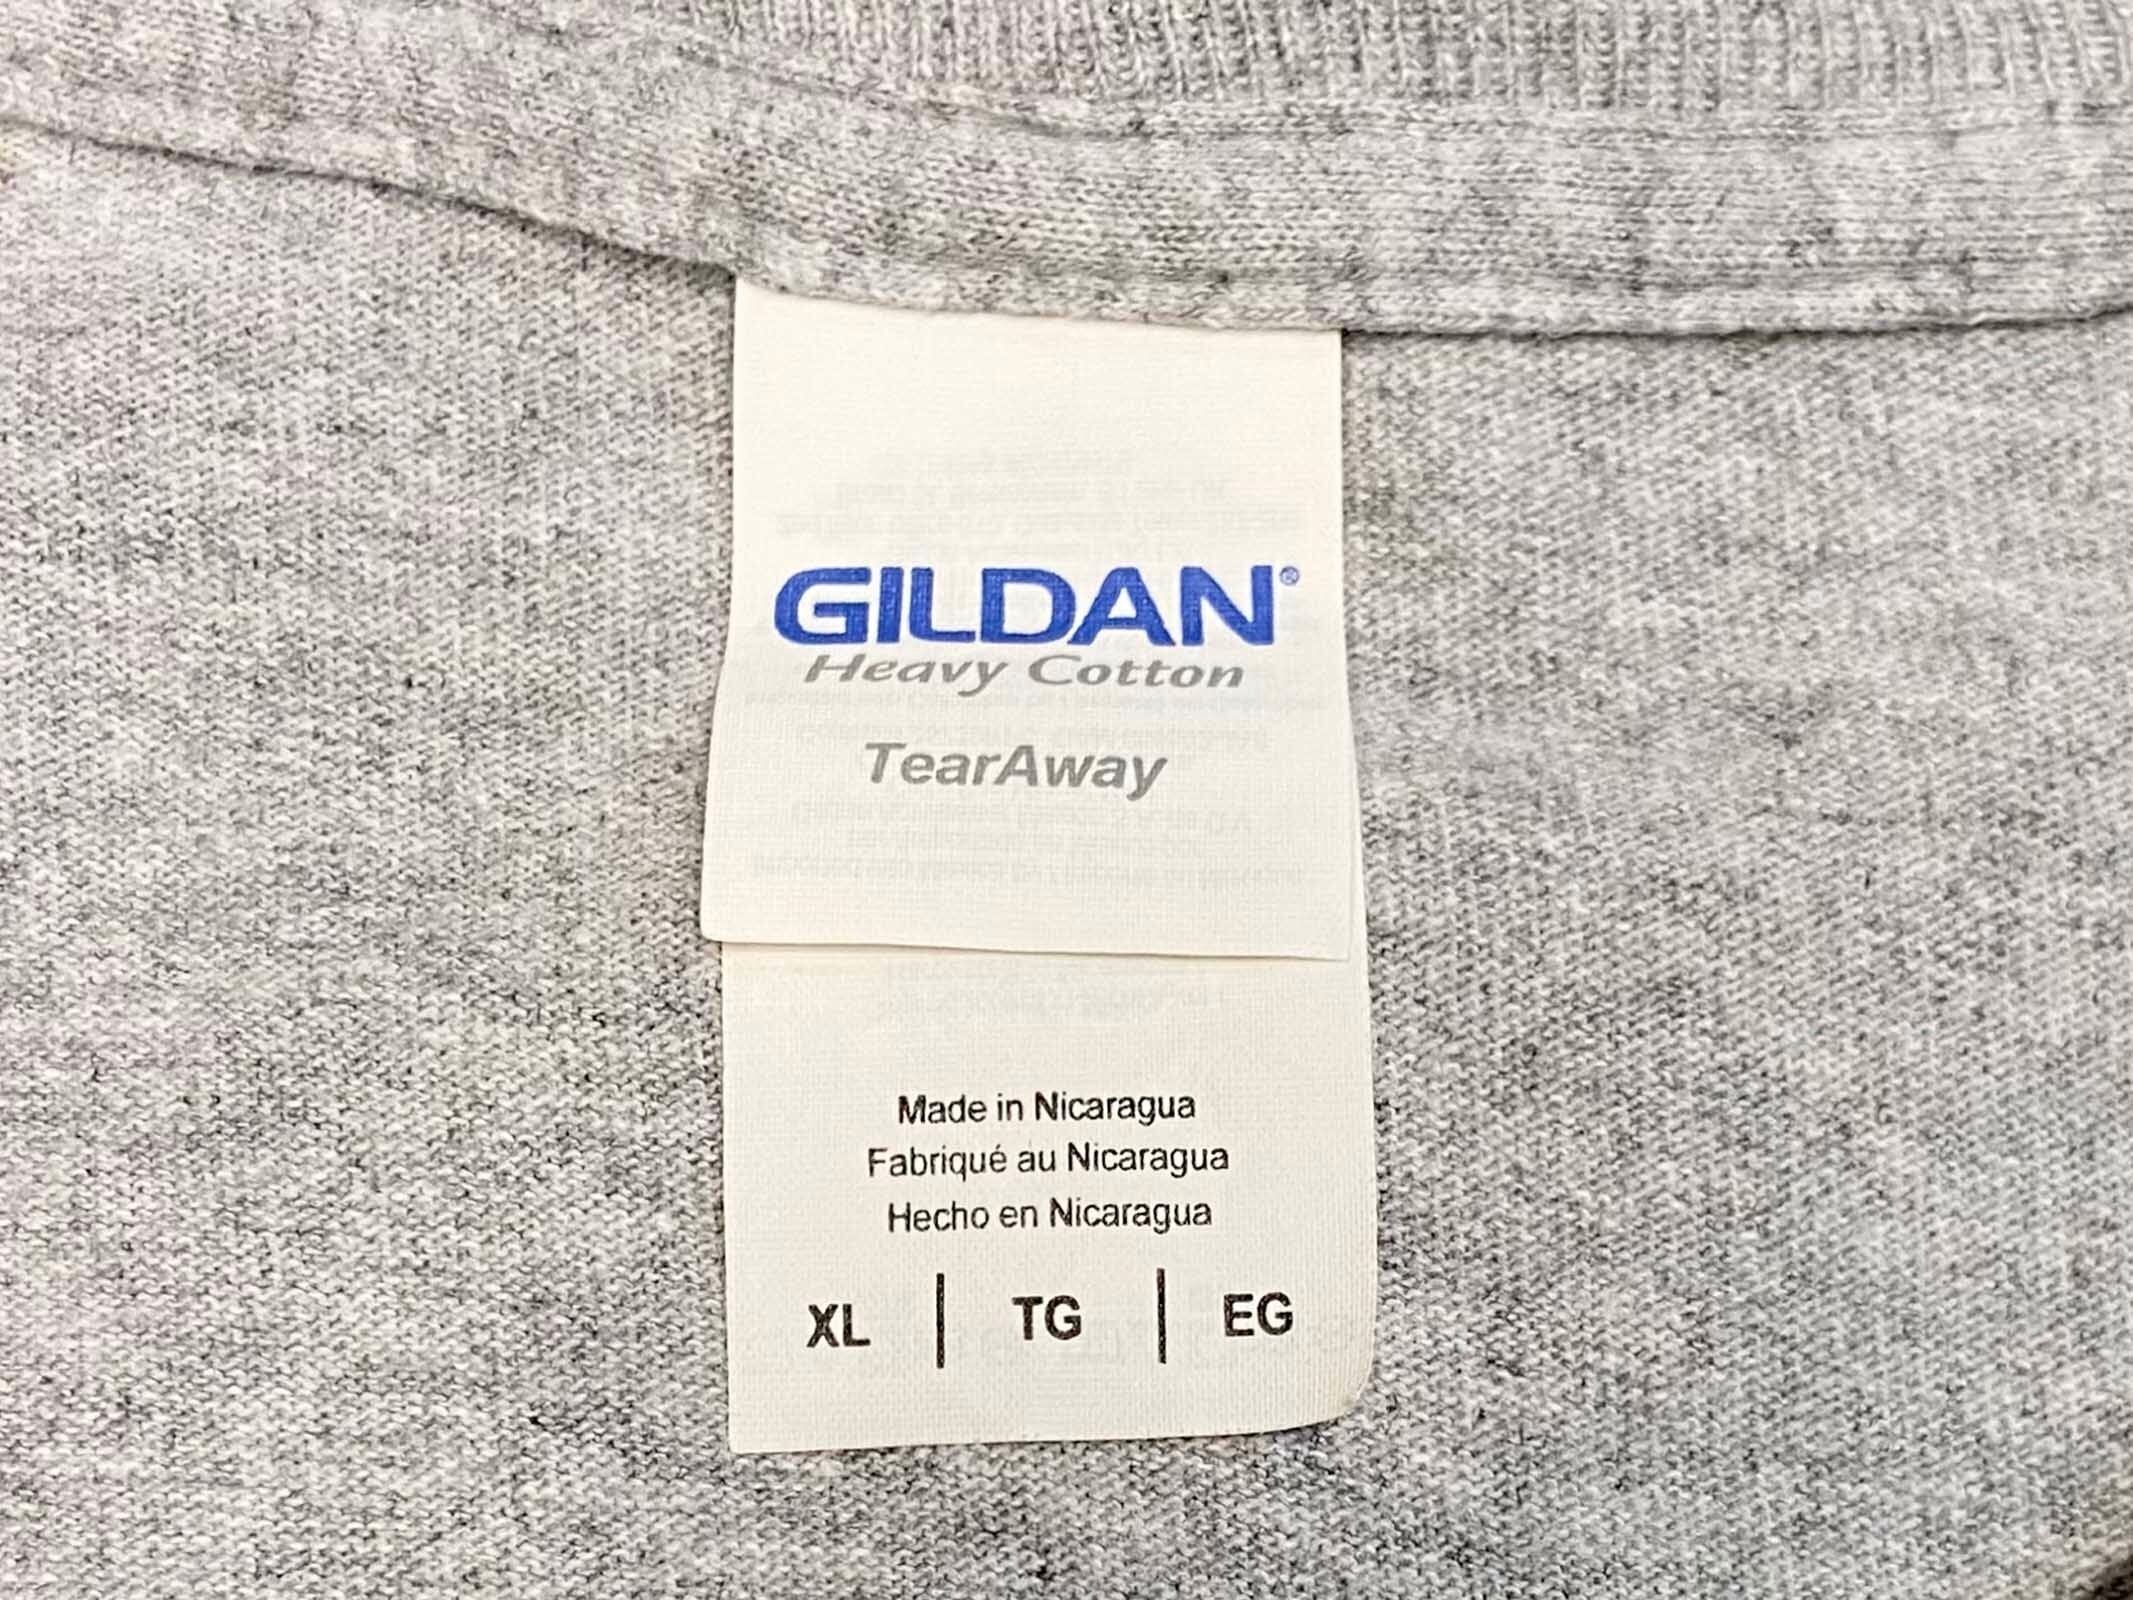 GILDAN®
Heavy Cotton
TearAway
Made in Nicaragua
Fabriqué au Nicaragua
Hecho en Nicaragua
XL | TG | EG